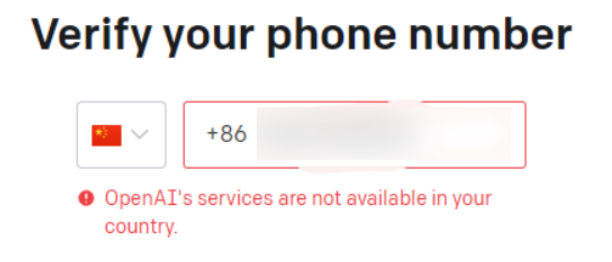 Verify your phone number
+86
OpenAI's services are not available in your
country.